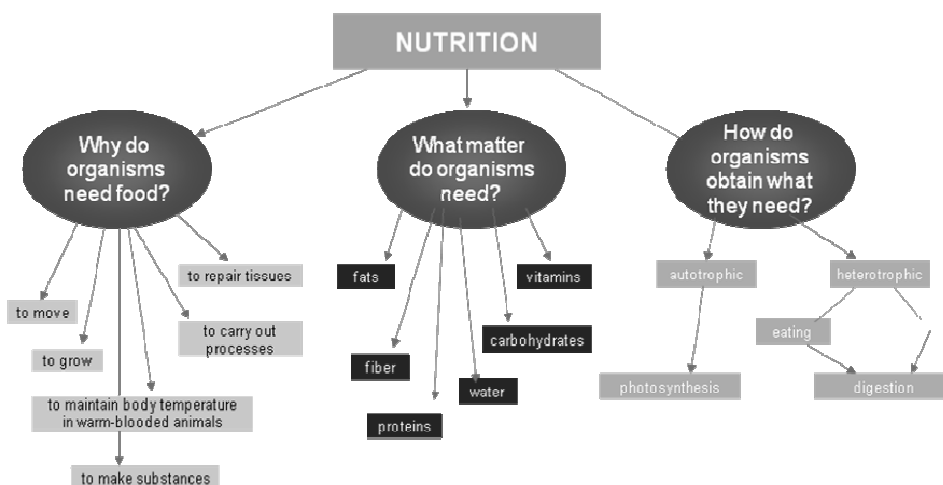 NUTRITION
Why do
organisms
need food?
What matter
do organisms
need?
How do
organisms
obtain what
they need?
to repair tissues
to move
to carry out
processes
to grow
to maintain body temperature
in warm-blooded animals
to make substances
fats
vitamins
carbohydrates
fiber
water
proteins
autotrophic
heterotrophic
eating
photosynthesis
digestion